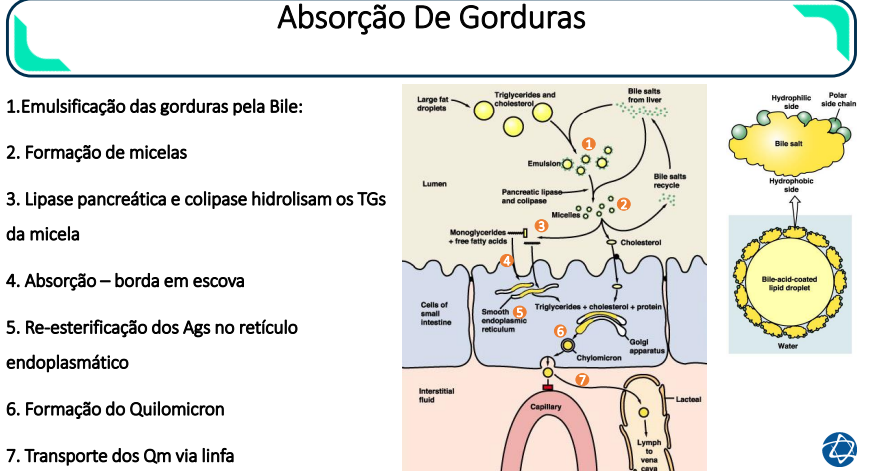 Absorção De Gorduras
1.Emulsificação das gorduras pela Bile:
2. Formação de micelas
3. Lipase pancreática e colipase hidrolisam os TGs
da micela
4. Absorção – borda em escova
5. Re-esterificação dos Ags no retículo
endoplasmático
6. Formação do Quilomicron
7. Transporte dos Qm via linfa
Large fat
droplets
Triglycerides and
cholesterol
Bile salts
from liver
1
Emulsion
Lumen
Pancreatic lipase
and colipase
Bile salts
recycle
Micelles
2
3
Monoglycerides
+ free fatty acids
Cholesterol
4
Cells of
small
intestine
Smooth
endoplasmic
reticulum
5
Triglycerides + cholesterol + protein
6
Golgi
apparatus
Chylomicron
7
Interstitial
fluid
Capillary
Lacteal
Lymph
to
vena
cava
Hydrophilic
side
Polar
side chain
Bile salt
Hydrophobic
side
Bile-acid-coated
lipid droplet
Water